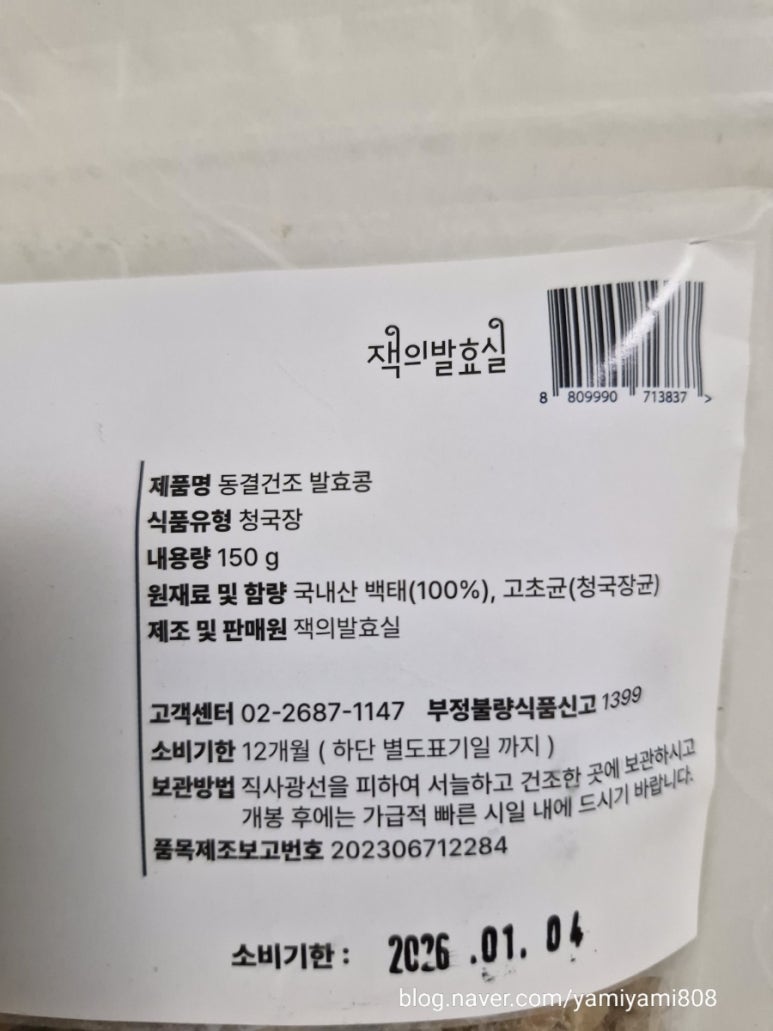 잭의발효실
8 809990 713837 >
제품명 동결건조 발효콩
식품유형 청국장
내용량 150 g
원재료 및 함량 국내산 백태(100%), 고초균(청국장균)
제조 및 판매원 잭의발효실
고객센터 02-2687-1147 부정불량식품신고 1399
소비기한 12개월 ( 하단 별도표기일 까지 )
보관방법 직사광선을 피하여 서늘하고 건조한 곳에 보관하시고
개봉 후에는 가급적 빠른 시일 내에 드시기 바랍니다.
품목제조보고번호 202306712284
소비기한 : 2026 .01. 04
blog.naver.com/yamiyami808